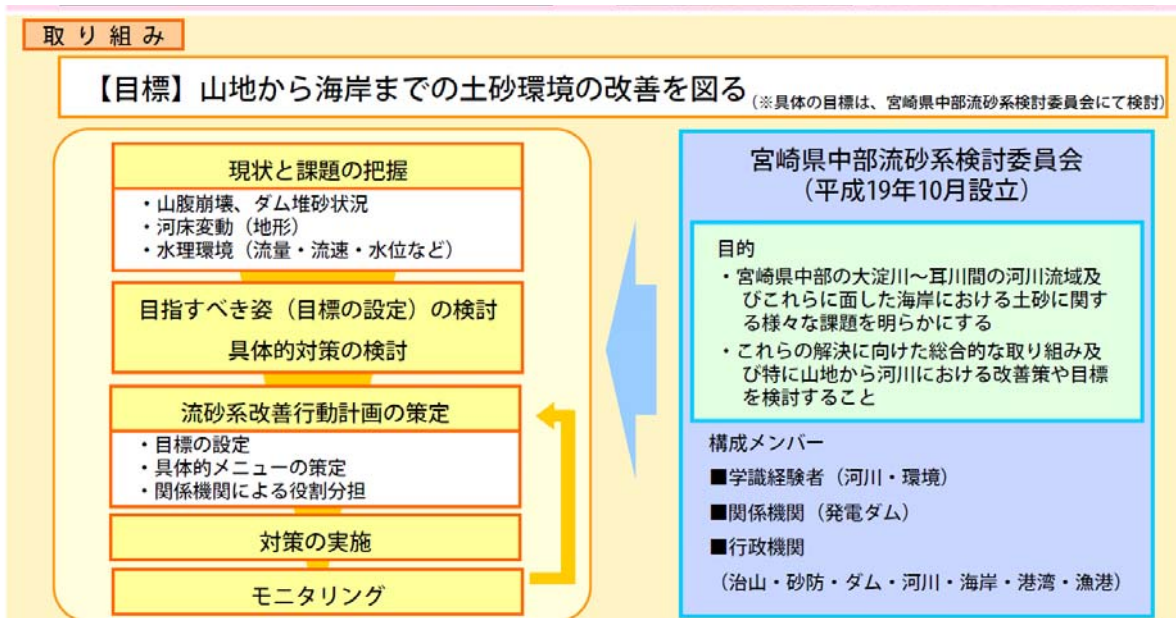 取り組み
【目標】山地から海岸までの土砂環境の改善を図る（※具体の目標は、宮崎県中部流砂系検討委員会にて検討）
現状と課題の把握
・山腹崩壊、ダム堆砂状況
・河床変動（地形）
・水理環境（流量・流速・水位など）
目指すべき姿（目標の設定）の検討
具体的対策の検討
流砂系改善行動計画の策定
・目標の設定
・具体的メニューの策定
・関係機関による役割分担
対策の実施
モニタリング
宮崎県中部流砂系検討委員会
（平成19年10月設立）
目的
・宮崎県中部の大淀川～耳川間の河川流域及
びこれらに面した海岸における土砂に関す
る様々な課題を明らかにする
・これらの解決に向けた総合的な取り組み及
び特に山地から河川における改善策や目標
を検討すること
構成メンバー
■学識経験者（河川・環境）
■関係機関（発電ダム）
■行政機関
（治山・砂防・ダム・河川・海岸・港湾・漁港）